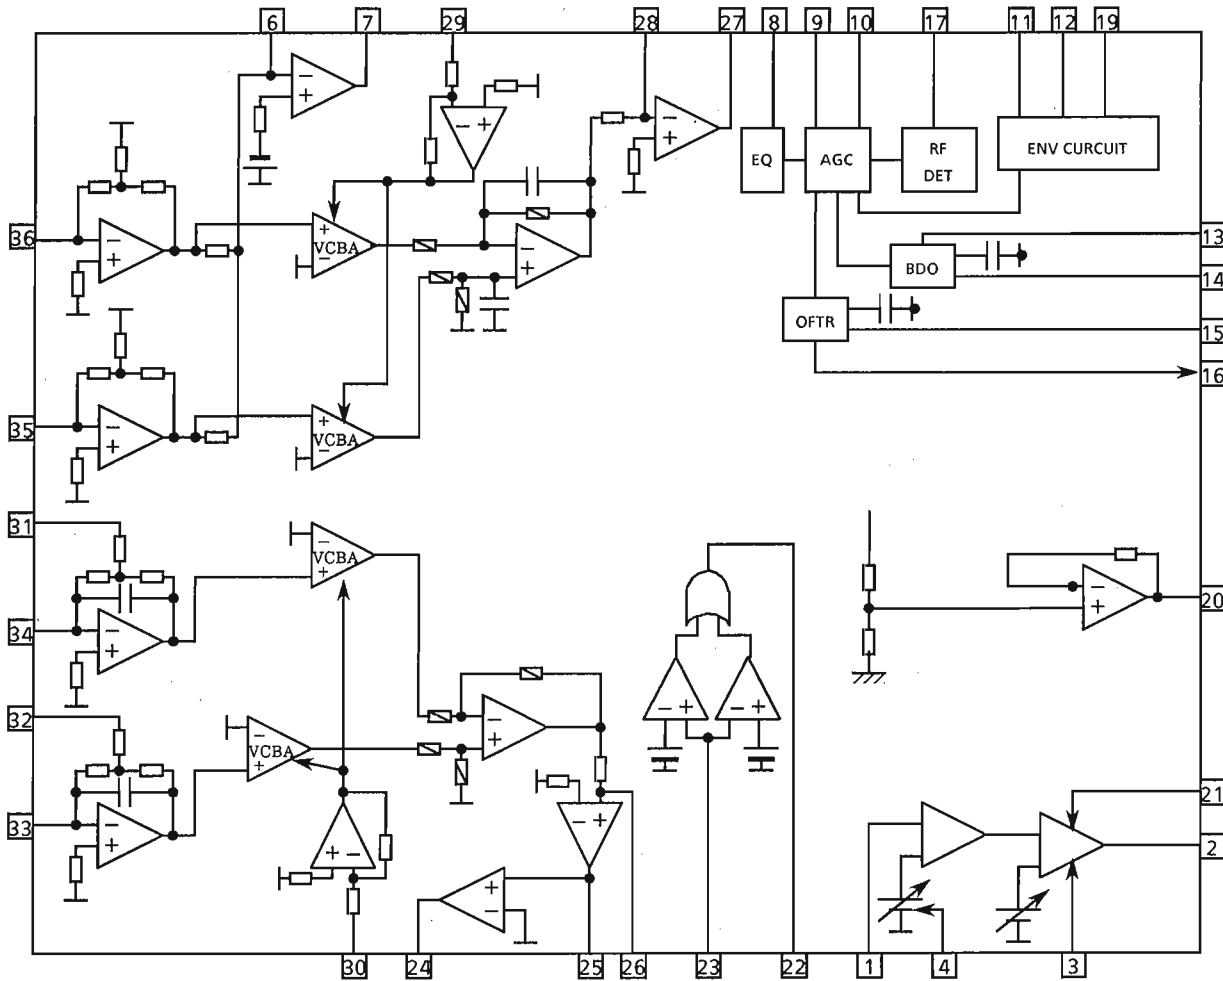 6 7 29 28 27 8 9 10 17 11 12 19
− +
− +
− +
EQ AGC RF DET ENV CURCUIT
36 − +
+ VCBA −
− +
13
BDO
14
OFTR
15
16
35 − +
+ VCBA −
31
− VCBA +
34 − +
20
− +
32
− VCBA +
− +
− +
− +
33 − +
− +
21
2
+ −
+ −
30 24 25 26 23 22 1 4 3